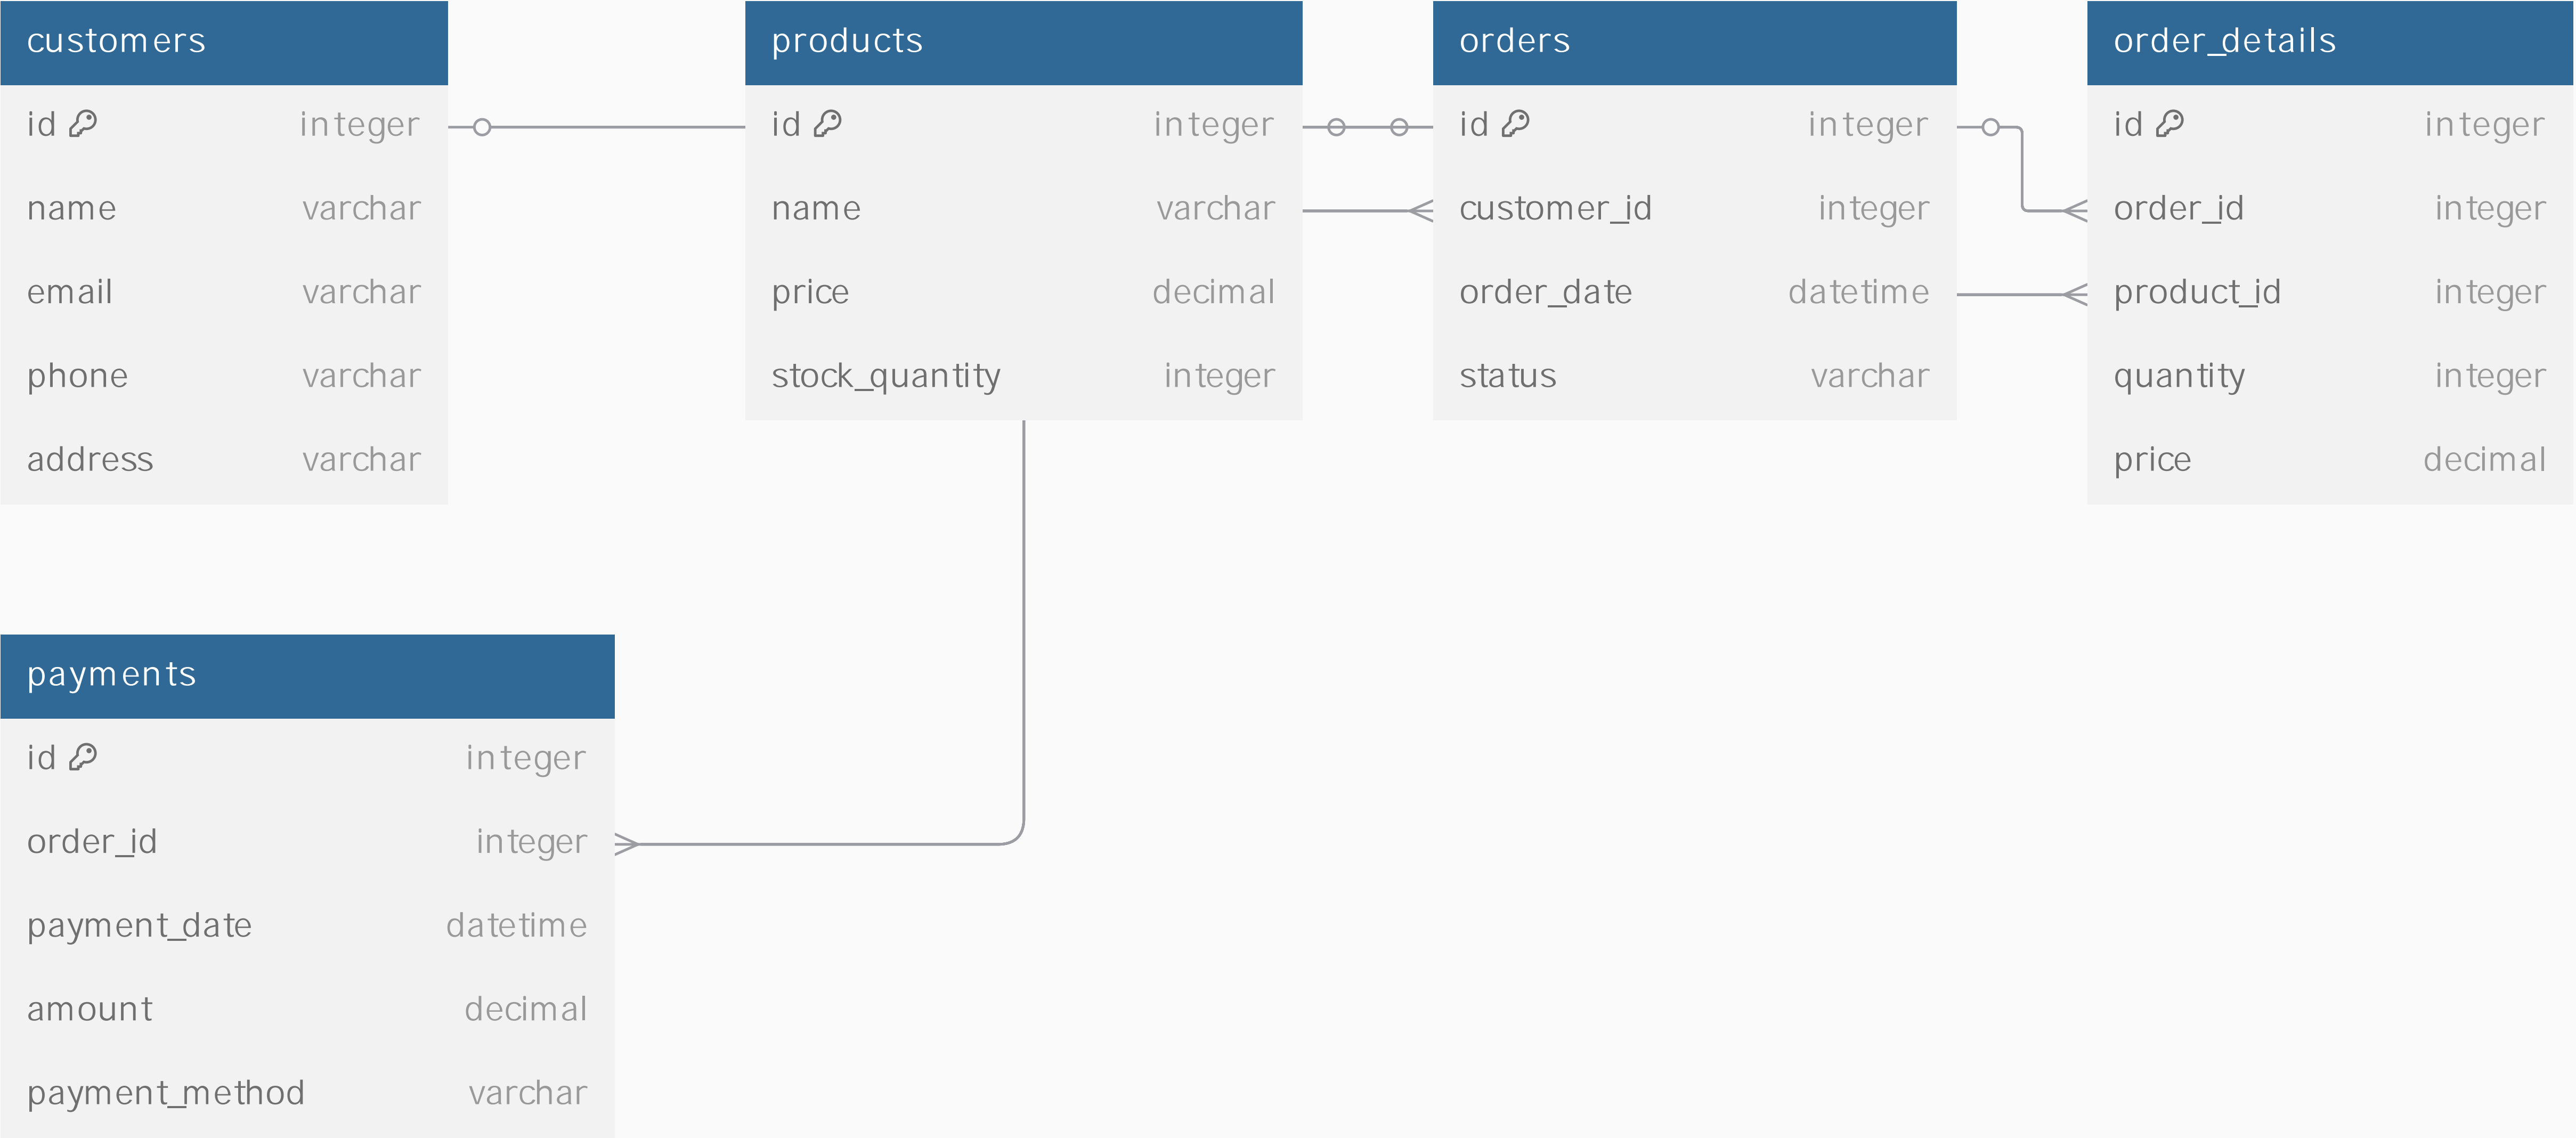 customers
id integer
name varchar
email varchar
phone varchar
address varchar
products
id integer
name varchar
price decimal
stock_quantity integer
orders
id integer
customer_id integer
order_date datetime
status varchar
order_details
id integer
order_id integer
product_id integer
quantity integer
price decimal
payments
id integer
order_id integer
payment_date datetime
amount decimal
payment_method varchar